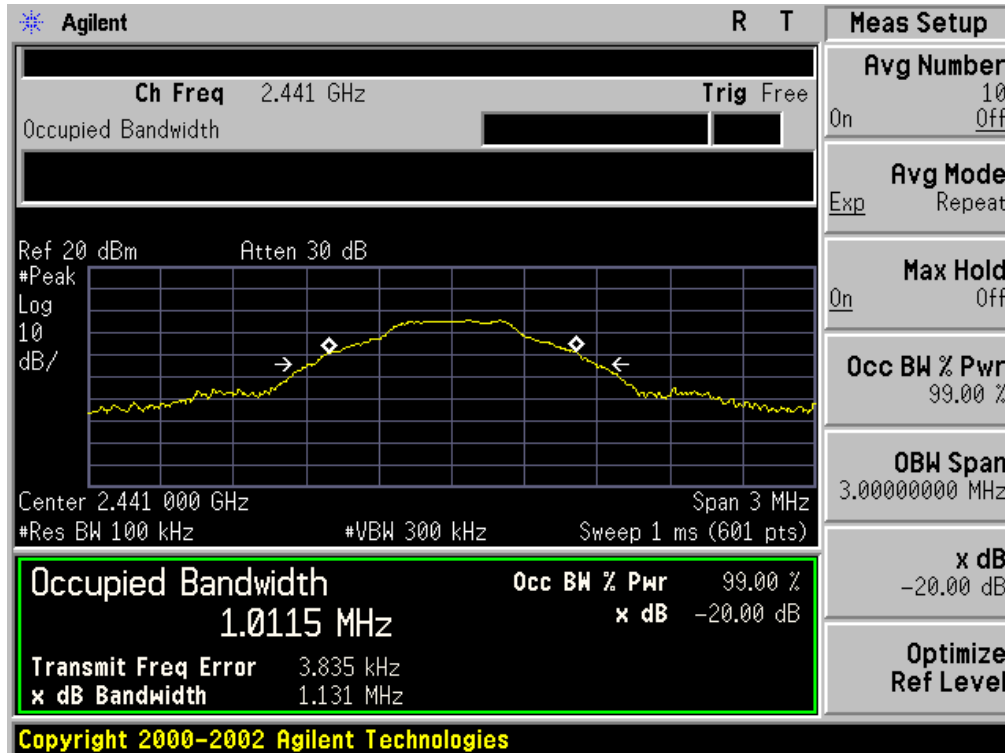 Agilent R T
Ch Freq 2.441 GHz Trig Free
Occupied Bandwidth
Ref 20 dBm Atten 30 dB
#Peak
Log
10
dB/
Center 2.441 000 GHz Span 3 MHz
#Res BW 100 kHz #VBW 300 kHz Sweep 1 ms (601 pts)
Occupied Bandwidth Occ BW % Pwr 99.00 %
1.0115 MHz x dB -20.00 dB
Transmit Freq Error 3.835 kHz
x dB Bandwidth 1.131 MHz
Copyright 2000-2002 Agilent Technologies
Meas Setup
Avg Number
10
On Off
Avg Mode
Exp Repeat
Max Hold
On Off
Occ BW % Pwr
99.00 %
OBW Span
3.00000000 MHz
x dB
-20.00 dB
Optimize
Ref Level